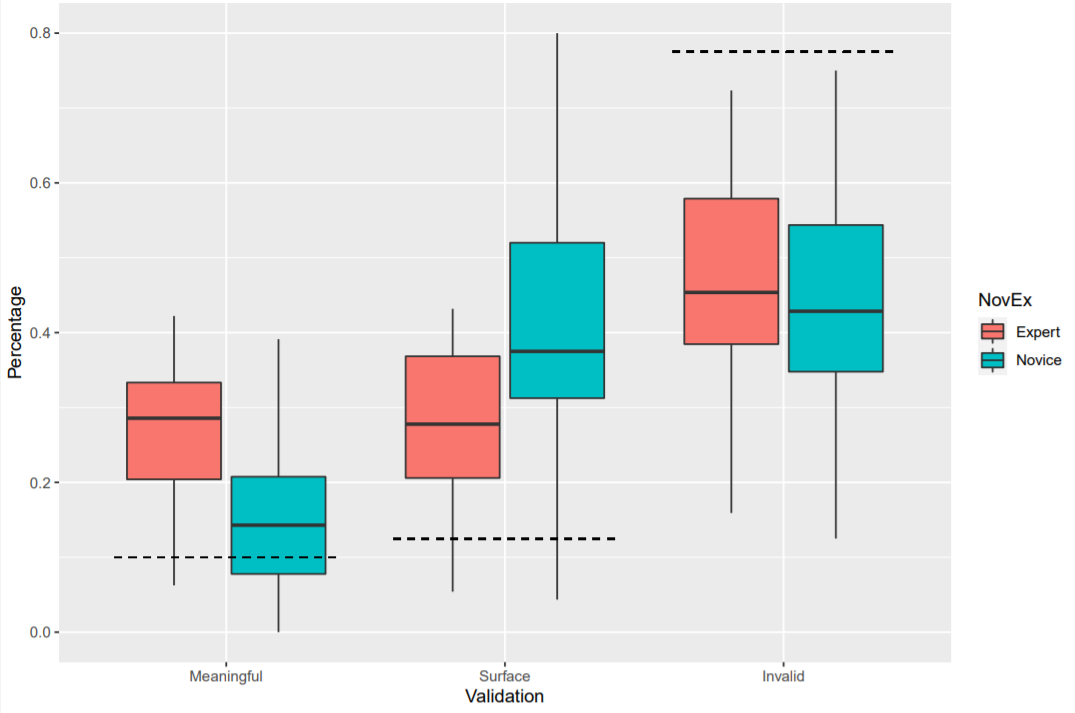 0.8
0.6
0.4
0.2
0.0
Percentage
Meaningful Surface Invalid
Validation
NovEx
Expert
Novice